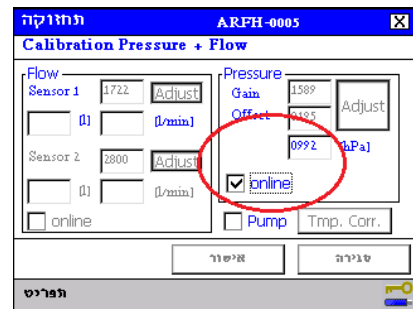 תחזוקה ARFH-0005 X
Calibration Pressure + Flow
Flow
Sensor 1 1722 Adjust
[l] [l/min]
Sensor 2 2800 Adjust
[l] [l/min]
online
Pressure
Gain 1589
Offset 0195 Adjust
0992 [hPa]
online
Pump Tmp. Corr.
אישור סגירה
תפריט